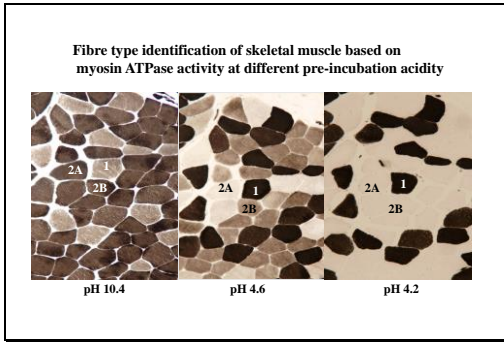 Fibre type identification of skeletal muscle based on
myosin ATPase activity at different pre-incubation acidity
2A
1
2B
2A
1
2B
2A
1
2B
pH 10.4
pH 4.6
pH 4.2